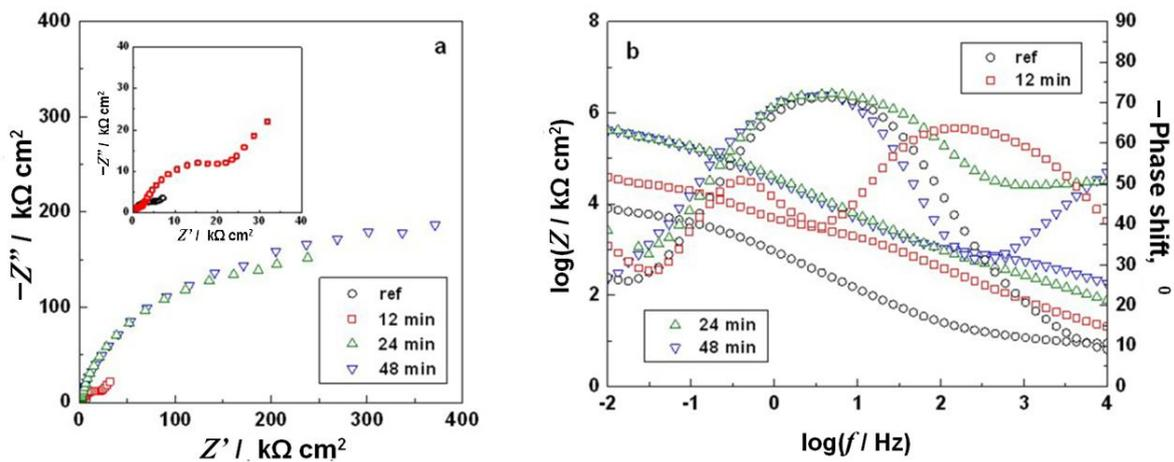 400
300
200
100
0
−Z″ / kΩ cm²
a
40
30
20
10
0
−Z″ / kΩ cm²
0 10 20 30 40
Z' / kΩ cm²
ref
12 min
24 min
48 min
0 100 200 300 400
Z' / kΩ cm²
8
6
4
2
0
log(Z / kΩ cm²)
b
ref
12 min
24 min
48 min
-2 -1 0 1 2 3 4
log(f / Hz)
90
80
70
60
50
40
30
20
10
0
−Phase shift, 0